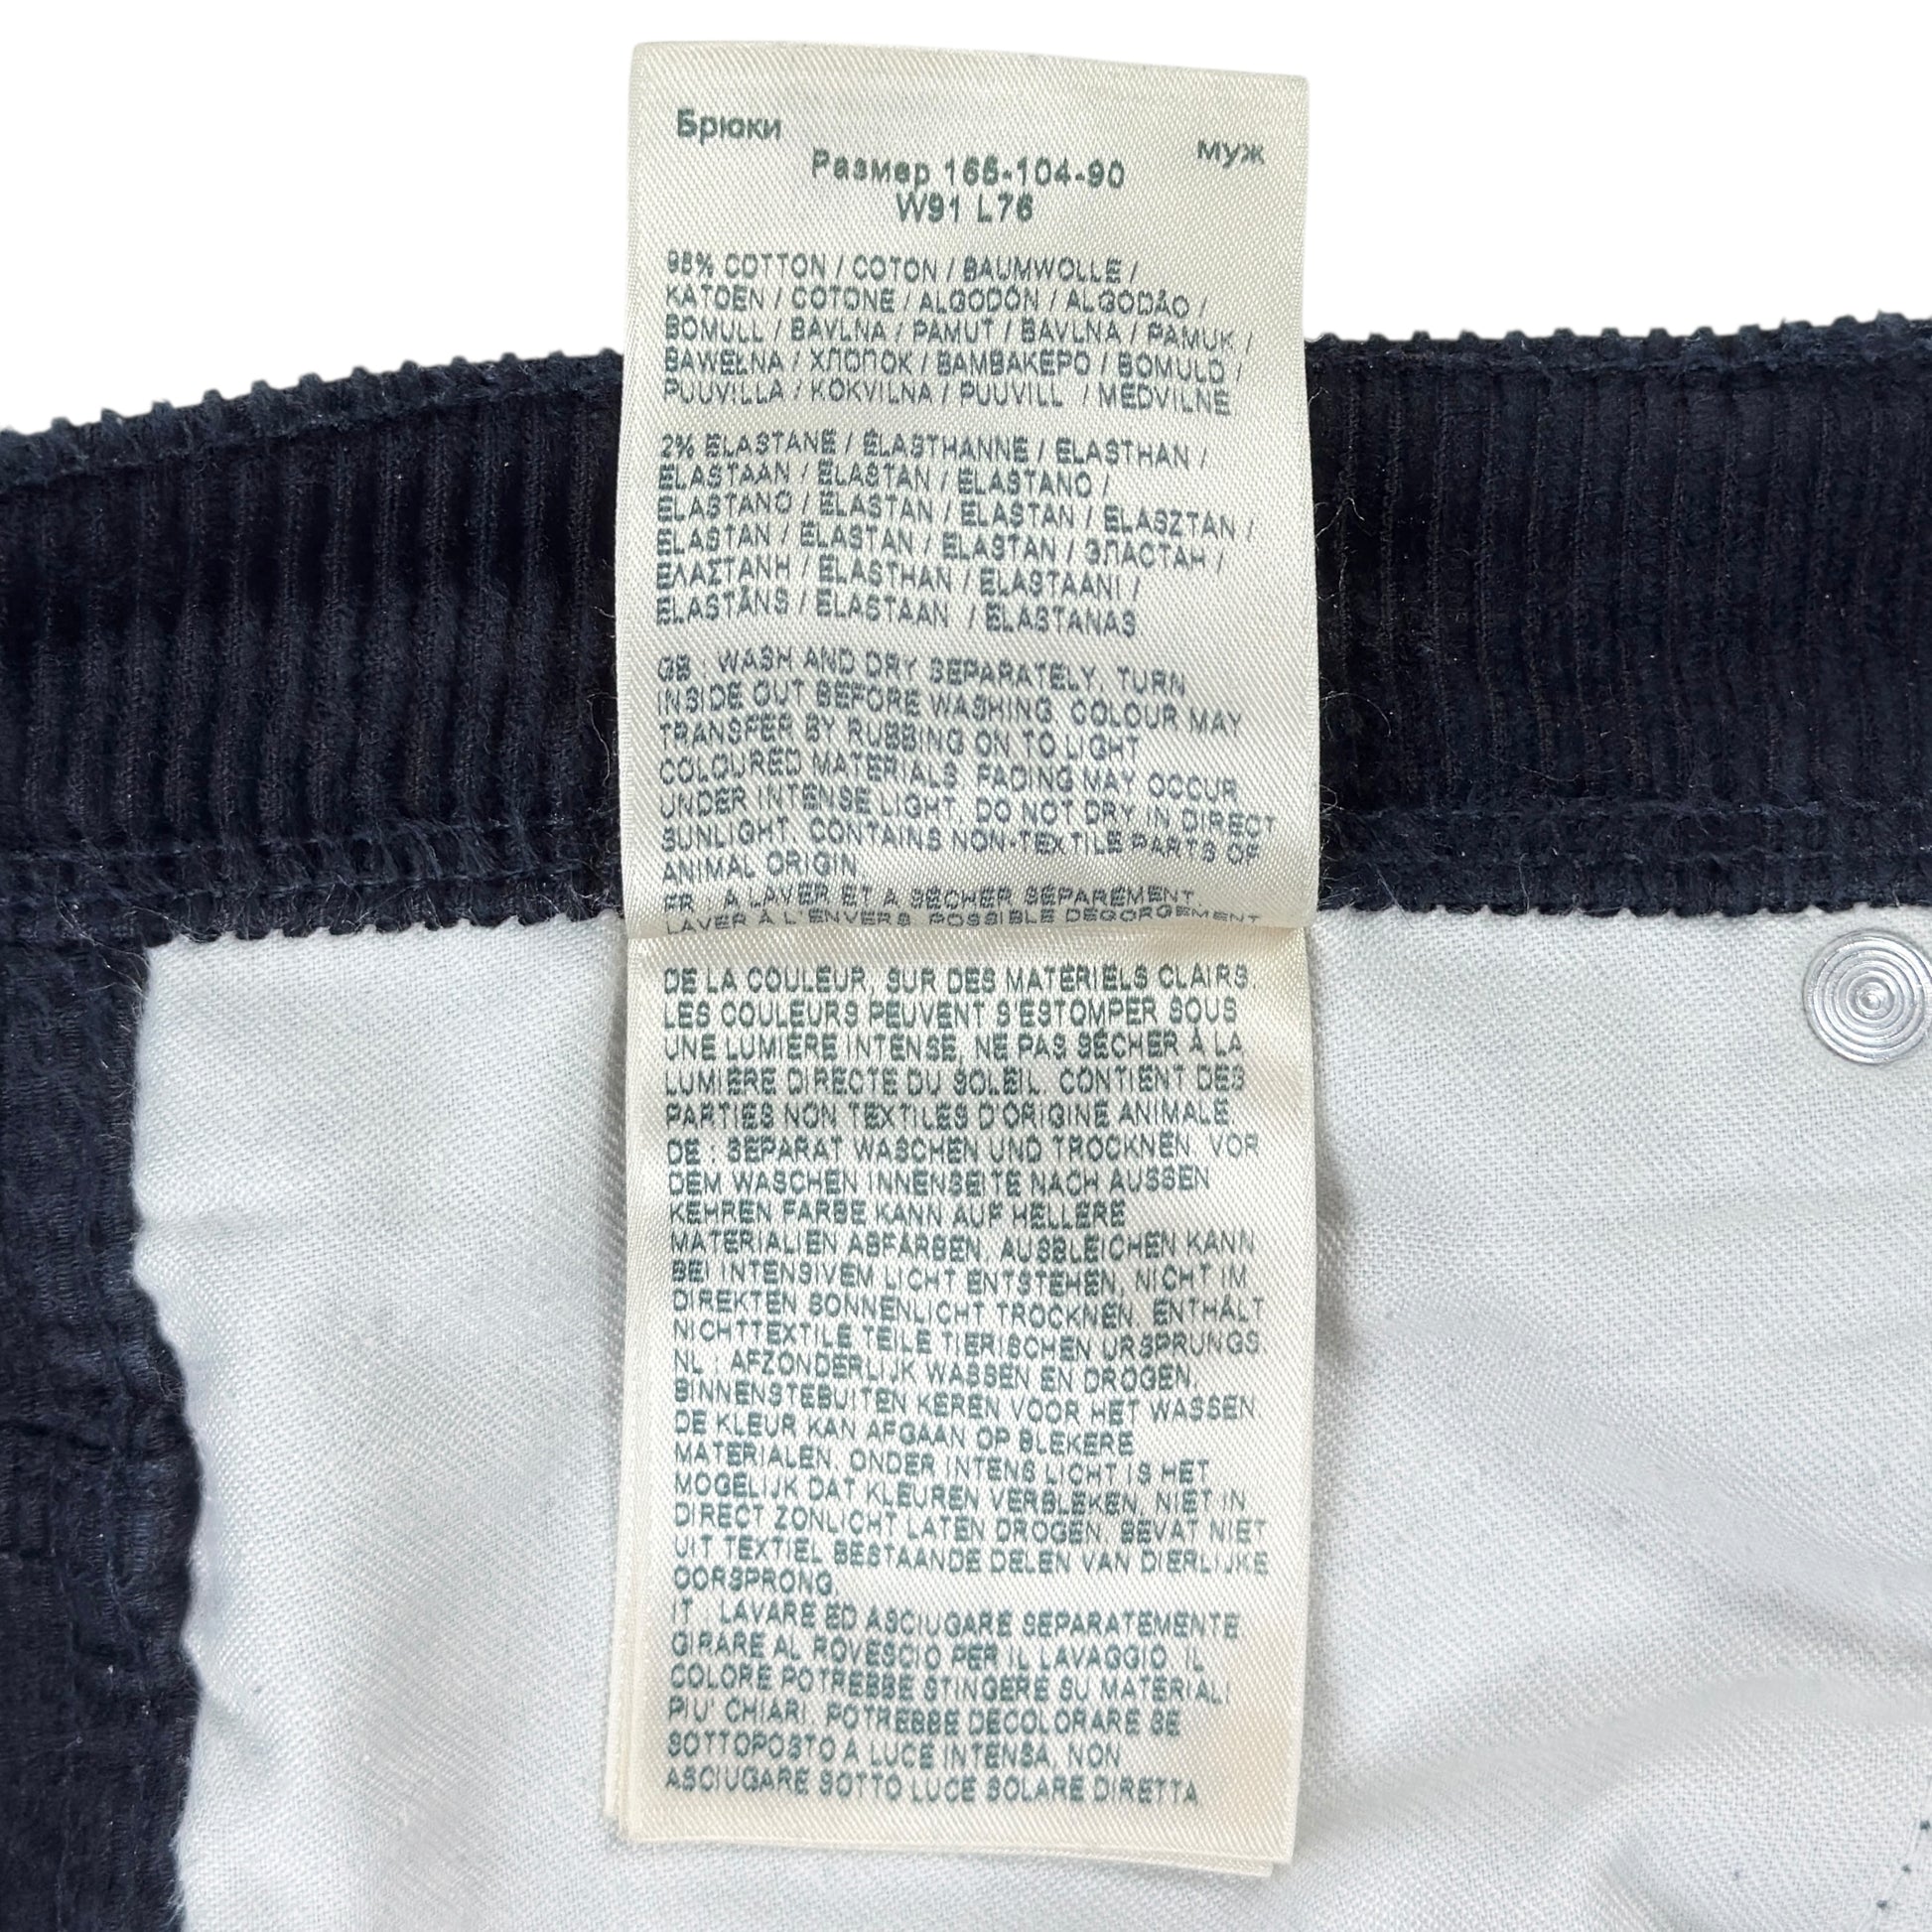 Брюки
муж
Размер 166-104-90
W91 L76
98% COTTON / COTON / BAUMWOLLE /
KATOEN / COTONE / ALGODÓN / ALGODÃO /
BOMULL / BAVLNA / PAMUT / BAVLNA / PAMUK /
BAWEŁNA / ХЛОПОК / ΒΑΜΒΑΚΕΡΟ / BOMULD /
PUUVILLA / KOKVILNA / PUUVILL / MEDVILNE
2% ELASTANE / ÉLASTHANNE / ELASTHAN /
ELASTAAN / ELASTAN / ELASTANO /
ELASTANO / ELASTAN / ELASTAN / ELASZTAN /
ELASTAN / ELASTAN / ELASTAN / ЭЛАСТАН /
ΕΛΑΣΤΑΝΗ / ELASTHAN / ELASTAANI /
ELASTĀNS / ELASTAAN / ELASTANAS
GB : WASH AND DRY SEPARATELY. TURN
INSIDE OUT BEFORE WASHING. COLOUR MAY
TRANSFER BY RUBBING ON TO LIGHT
COLOURED MATERIALS. FADING MAY OCCUR
UNDER INTENSE LIGHT. DO NOT DRY IN DIRECT
SUNLIGHT. CONTAINS NON-TEXTILE PARTS OF
ANIMAL ORIGIN
FR : A LAVER ET A SÉCHER SÉPARÉMENT.
LAVER À L'ENVERS. POSSIBLE DÉGORGEMENT
DE LA COULEUR, SUR DES MATÉRIELS CLAIRS.
LES COULEURS PEUVENT S'ESTOMPER SOUS
UNE LUMIÈRE INTENSE, NE PAS SÉCHER À LA
LUMIÈRE DIRECTE DU SOLEIL. CONTIENT DES
PARTIES NON TEXTILES D'ORIGINE ANIMALE.
DE : SEPARAT WASCHEN UND TROCKNEN. VOR
DEM WASCHEN INNENSEITE NACH AUSSEN
KEHREN FARBE KANN AUF HELLERE
MATERIALIEN ABFÄRBEN. AUSBLEICHEN KANN
BEI INTENSIVEM LICHT ENTSTEHEN, NICHT IM
DIREKTEN SONNENLICHT TROCKNEN. ENTHÄLT
NICHTTEXTILE TEILE TIERISCHEN URSPRUNGS.
NL : AFZONDERLIJK WASSEN EN DROGEN.
BINNENSTEBUITEN KEREN VOOR HET WASSEN.
DE KLEUR KAN AFGAAN OP BLEKERE
MATERIALEN. ONDER INTENS LICHT IS HET
MOGELIJK DAT KLEUREN VERBLEKEN, NIET IN
DIRECT ZONLICHT LATEN DROGEN. BEVAT NIET
UIT TEXTIEL BESTAANDE DELEN VAN DIERLIJKE
OORSPRONG.
IT : LAVARE ED ASCIUGARE SEPARATEMENTE
GIRARE AL ROVESCIO PER IL LAVAGGIO. IL
COLORE POTREBBE STINGERE SU MATERIALI
PIU' CHIARI. POTREBBE DECOLORARE SE
SOTTOPOSTO A LUCE INTENSA, NON
ASCIUGARE SOTTO LUCE SOLARE DIRETTA